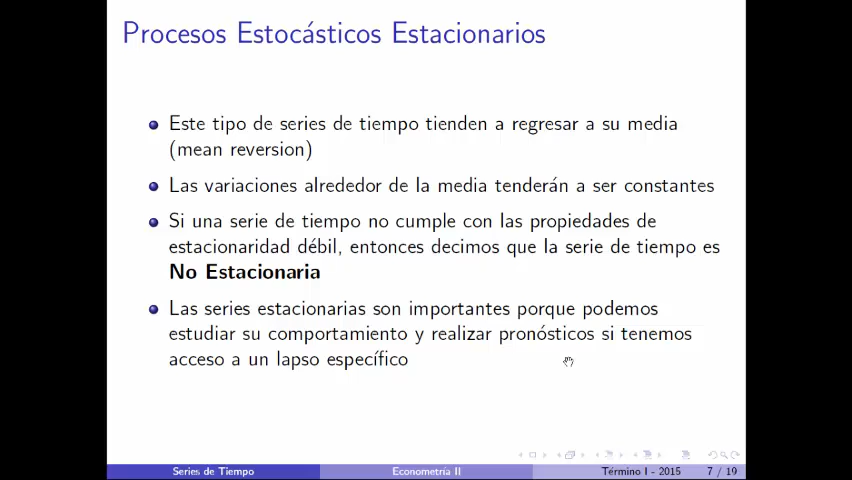 Procesos Estocásticos Estacionarios
Este tipo de series de tiempo tienden a regresar a su media
(mean reversion)
Las variaciones alrededor de la media tenderán a ser constantes
Si una serie de tiempo no cumple con las propiedades de
estacionaridad débil, entonces decimos que la serie de tiempo es
No Estacionaria
Las series estacionarias son importantes porque podemos
estudiar su comportamiento y realizar pronósticos si tenemos
acceso a un lapso específico
Series de Tiempo Econometría II Término I - 2015 7 / 19